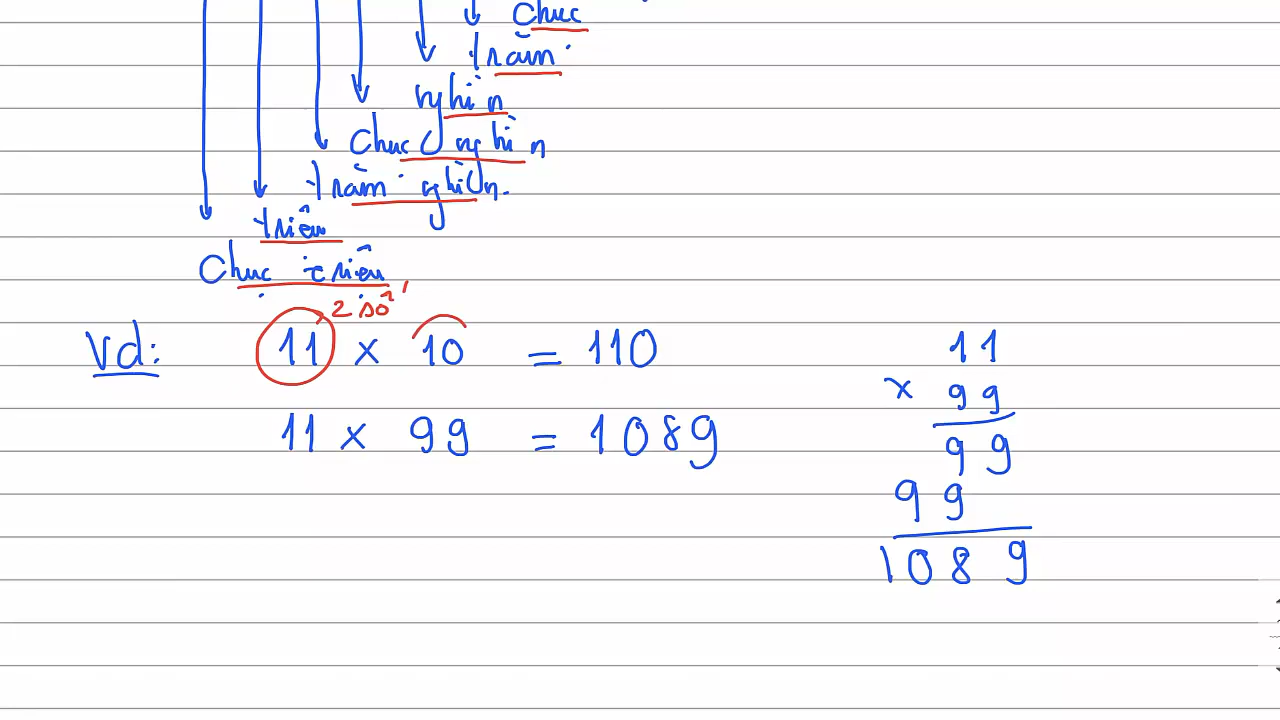 chục
trăm
nghìn
chục nghìn
trăm nghìn.
triệu
chục triệu
2 số
Vd: 11 x 10 = 110
11 x 99 = 1089
11
x 99
99
99
1089